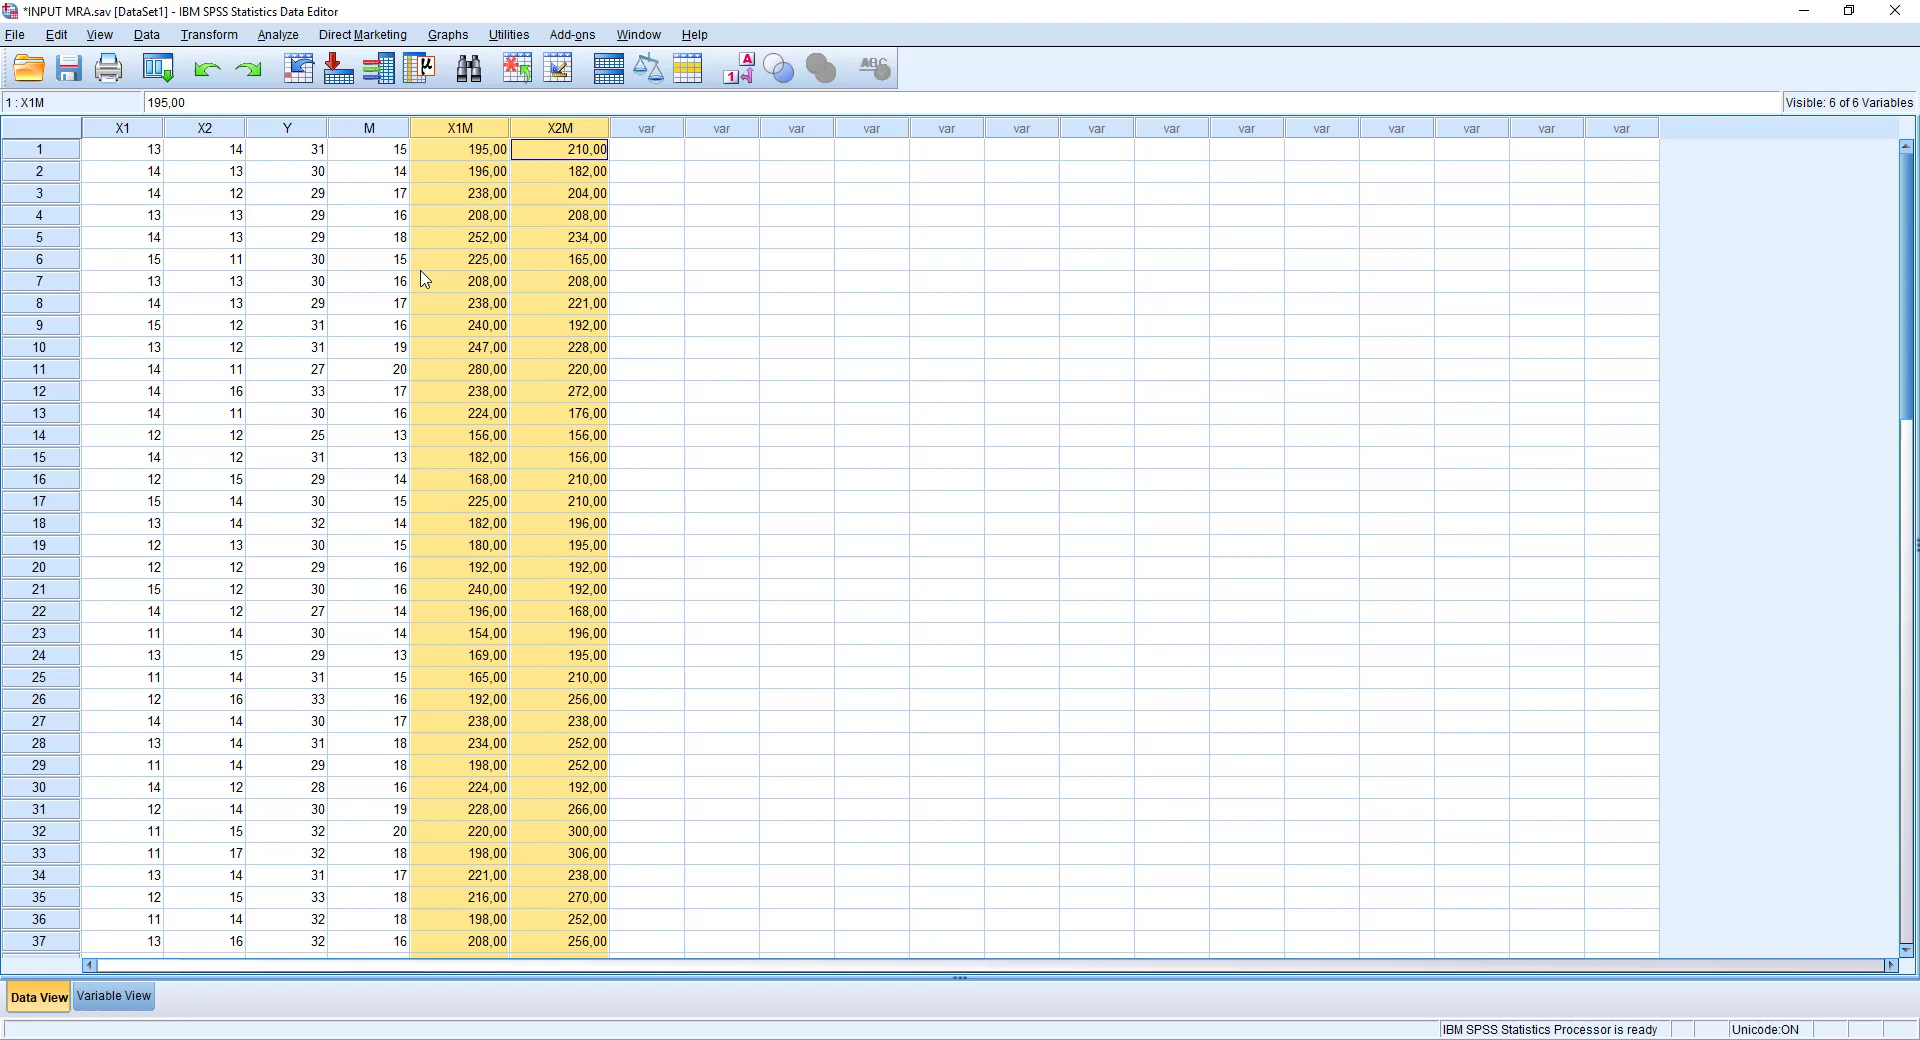 *INPUT MRA.sav [DataSet1] - IBM SPSS Statistics Data Editor
File Edit View Data Transform Analyze Direct Marketing Graphs Utilities Add-ons Window Help
1 : X1M 195,00 Visible: 6 of 6 Variables
X1 X2 Y M X1M X2M var var var var var var var var var var var var var var
1 13 14 31 15 195,00 210,00
2 14 13 30 14 196,00 182,00
3 14 12 29 17 238,00 204,00
4 13 13 29 16 208,00 208,00
5 14 13 29 18 252,00 234,00
6 15 11 30 15 225,00 165,00
7 13 13 30 16 208,00 208,00
8 14 13 29 17 238,00 221,00
9 15 12 31 16 240,00 192,00
10 13 12 31 19 247,00 228,00
11 14 11 27 20 280,00 220,00
12 14 16 33 17 238,00 272,00
13 14 11 30 16 224,00 176,00
14 12 12 25 13 156,00 156,00
15 14 12 31 13 182,00 156,00
16 12 15 29 14 168,00 210,00
17 15 14 30 15 225,00 210,00
18 13 14 32 14 182,00 196,00
19 12 13 30 15 180,00 195,00
20 12 12 29 16 192,00 192,00
21 15 12 30 16 240,00 192,00
22 14 12 27 14 196,00 168,00
23 11 14 30 14 154,00 196,00
24 13 15 29 13 169,00 195,00
25 11 14 31 15 165,00 210,00
26 12 16 33 16 192,00 256,00
27 14 14 30 17 238,00 238,00
28 13 14 31 18 234,00 252,00
29 11 14 29 18 198,00 252,00
30 14 12 28 16 224,00 192,00
31 12 14 30 19 228,00 266,00
32 11 15 32 20 220,00 300,00
33 11 17 32 18 198,00 306,00
34 13 14 31 17 221,00 238,00
35 12 15 33 18 216,00 270,00
36 11 14 32 18 198,00 252,00
37 13 16 32 16 208,00 256,00
Data View Variable View
IBM SPSS Statistics Processor is ready Unicode:ON